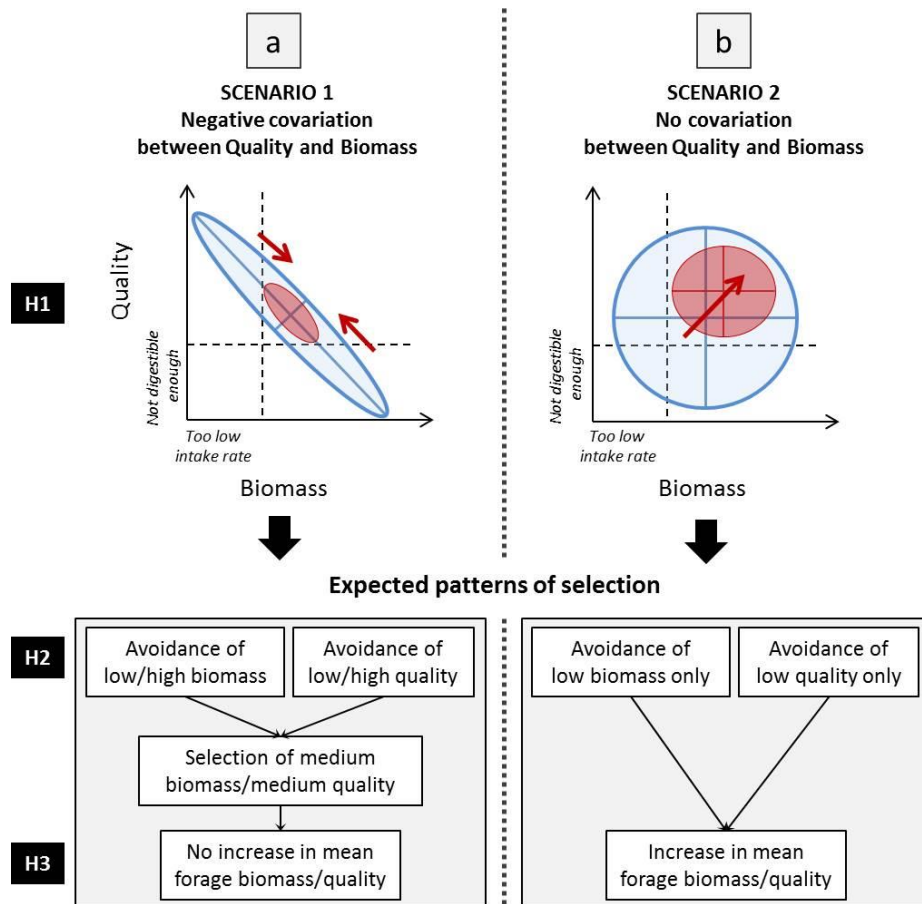 a
SCENARIO 1
Negative covariation
between Quality and Biomass
H1
Quality
Not digestible
enough
Too low
intake rate
Biomass
b
SCENARIO 2
No covariation
between Quality and Biomass
Not digestible
enough
Too low
intake rate
Biomass
Expected patterns of selection
H2
Avoidance of
low/high biomass
Avoidance of
low/high quality
Selection of medium
biomass/medium quality
H3
No increase in mean
forage biomass/quality
Avoidance of
low biomass only
Avoidance of
low quality only
Increase in mean
forage biomass/quality